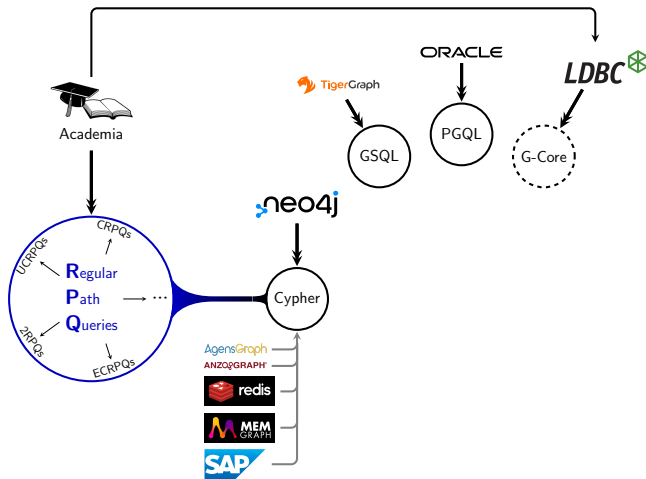 ORACLE
LDBC
TigerGraph
Academia
GSQL
PGQL
G-Core
neo4j
CRPQs
UCRPQs
Regular
Path
Queries
...
2RPQs
ECRPQs
Cypher
AgensGraph
ANZOGRAPH®
redis
MEM
GRAPH
SAP